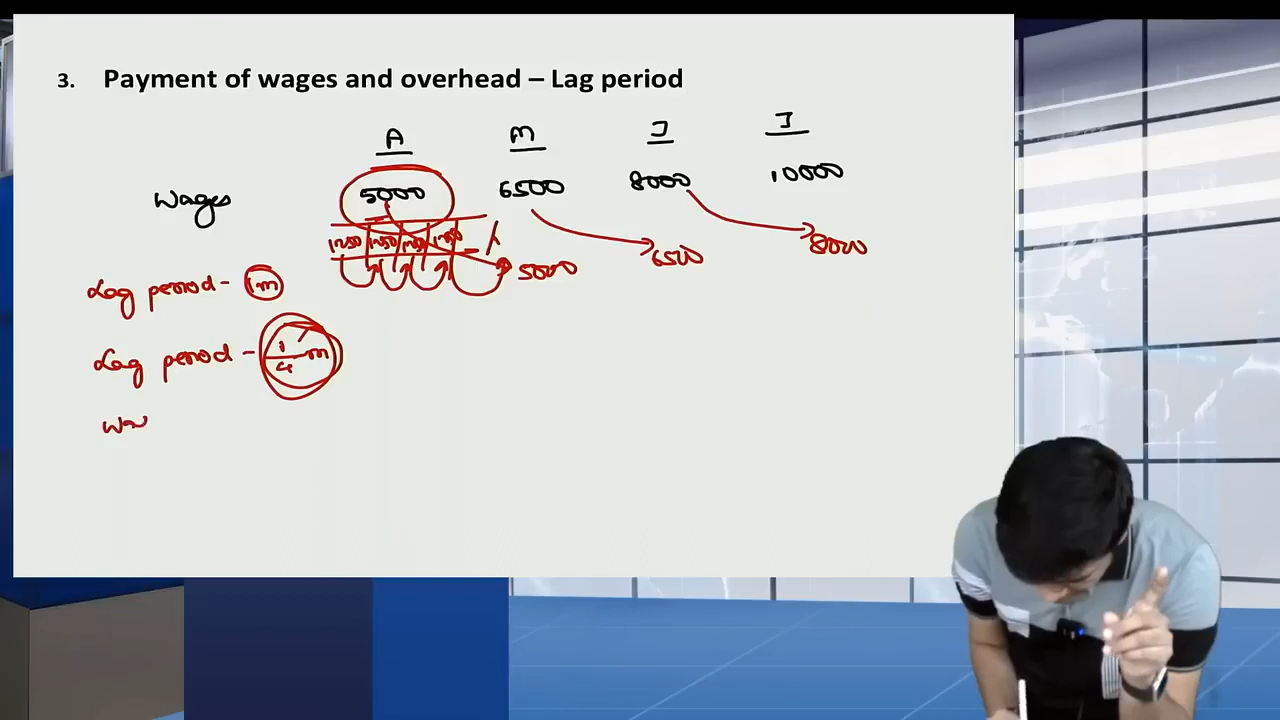 3. Payment of wages and overhead – Lag period
A M J J
Wages 5000 6500 8000 10000
1250 1250 1250 1250
5000 6500 8000
Lag period - 1m
Lag period - 1/4 m